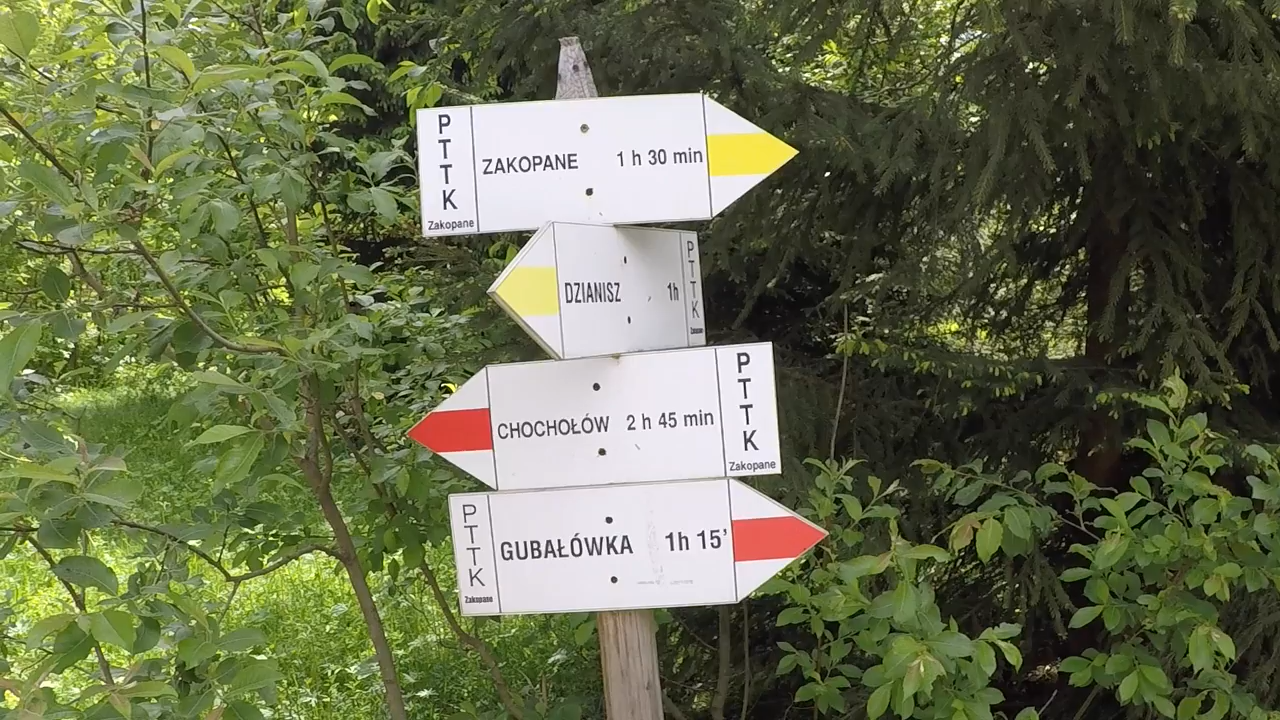 PTTK
Zakopane
ZAKOPANE 1 h 30 min
DZIANISZ 1h
PTTK
Zakopane
CHOCHOŁÓW 2 h 45 min
PTTK
Zakopane
PTTK
Zakopane
GUBAŁÓWKA 1h 15'